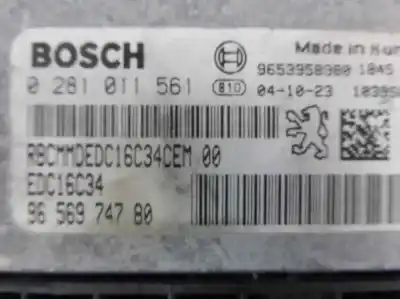 BOSCH
Made in
9653958980 1845
0 281 011 561
810
04-10-23
RBCMMDEDC16C34CEM 00
EDC16C34
96 569 747 80